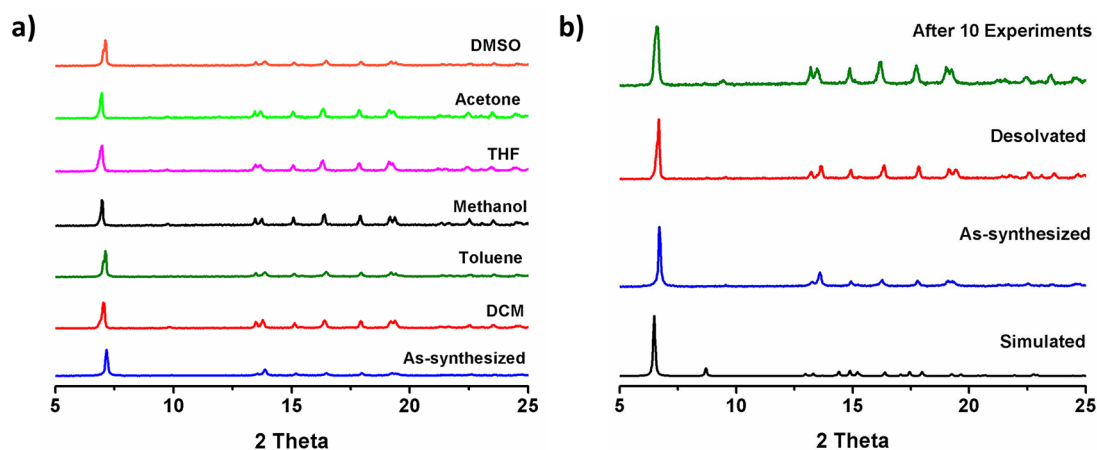 a)
DMSO
Acetone
THF
Methanol
Toluene
DCM
As-synthesized
5 10 15 20 25
2 Theta
b)
After 10 Experiments
Desolvated
As-synthesized
Simulated
5 10 15 20 25
2 Theta